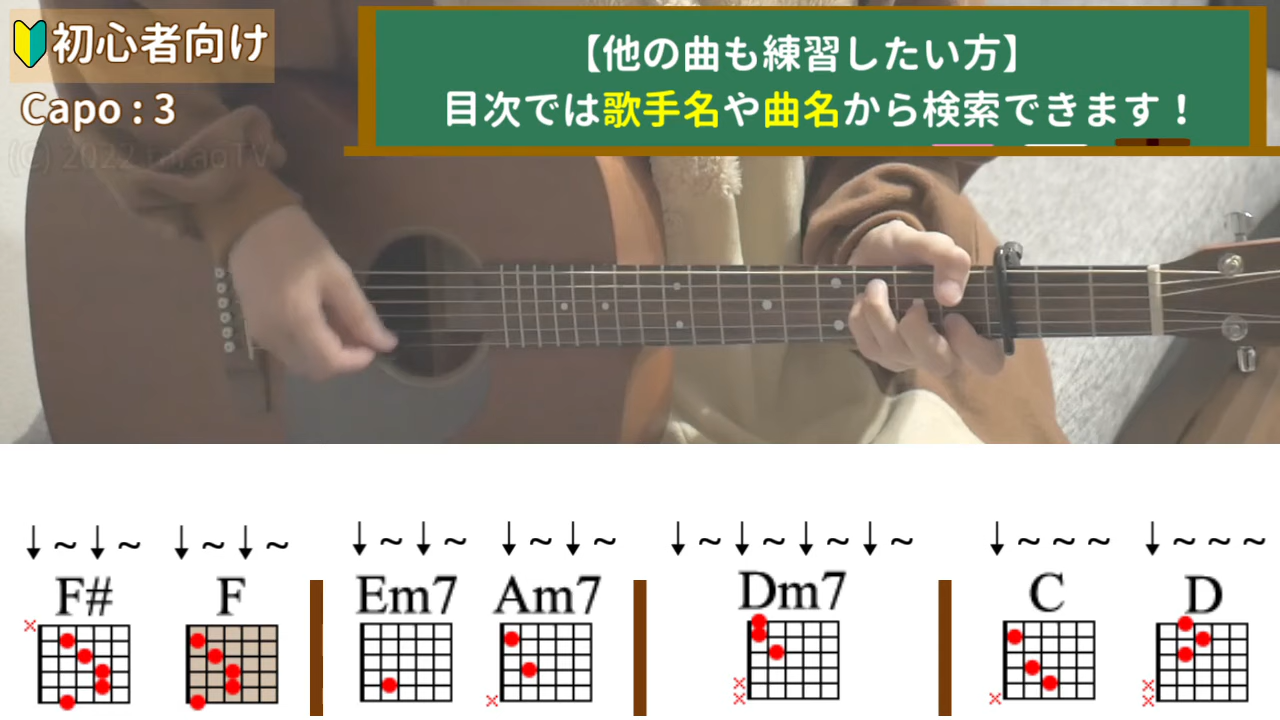 初心者向け
Capo : 3
【他の曲も練習したい方】
目次では歌手名や曲名から検索できます！
(C) 2022 taraoTV
↓ ~ ↓ ~ ↓ ~ ↓ ~ ↓ ~ ↓ ~ ↓ ~ ↓ ~ ↓ ~ ↓ ~ ↓ ~ ↓ ~ ↓ ~ ~ ~ ↓ ~ ~ ~
F# F Em7 Am7 Dm7 C D